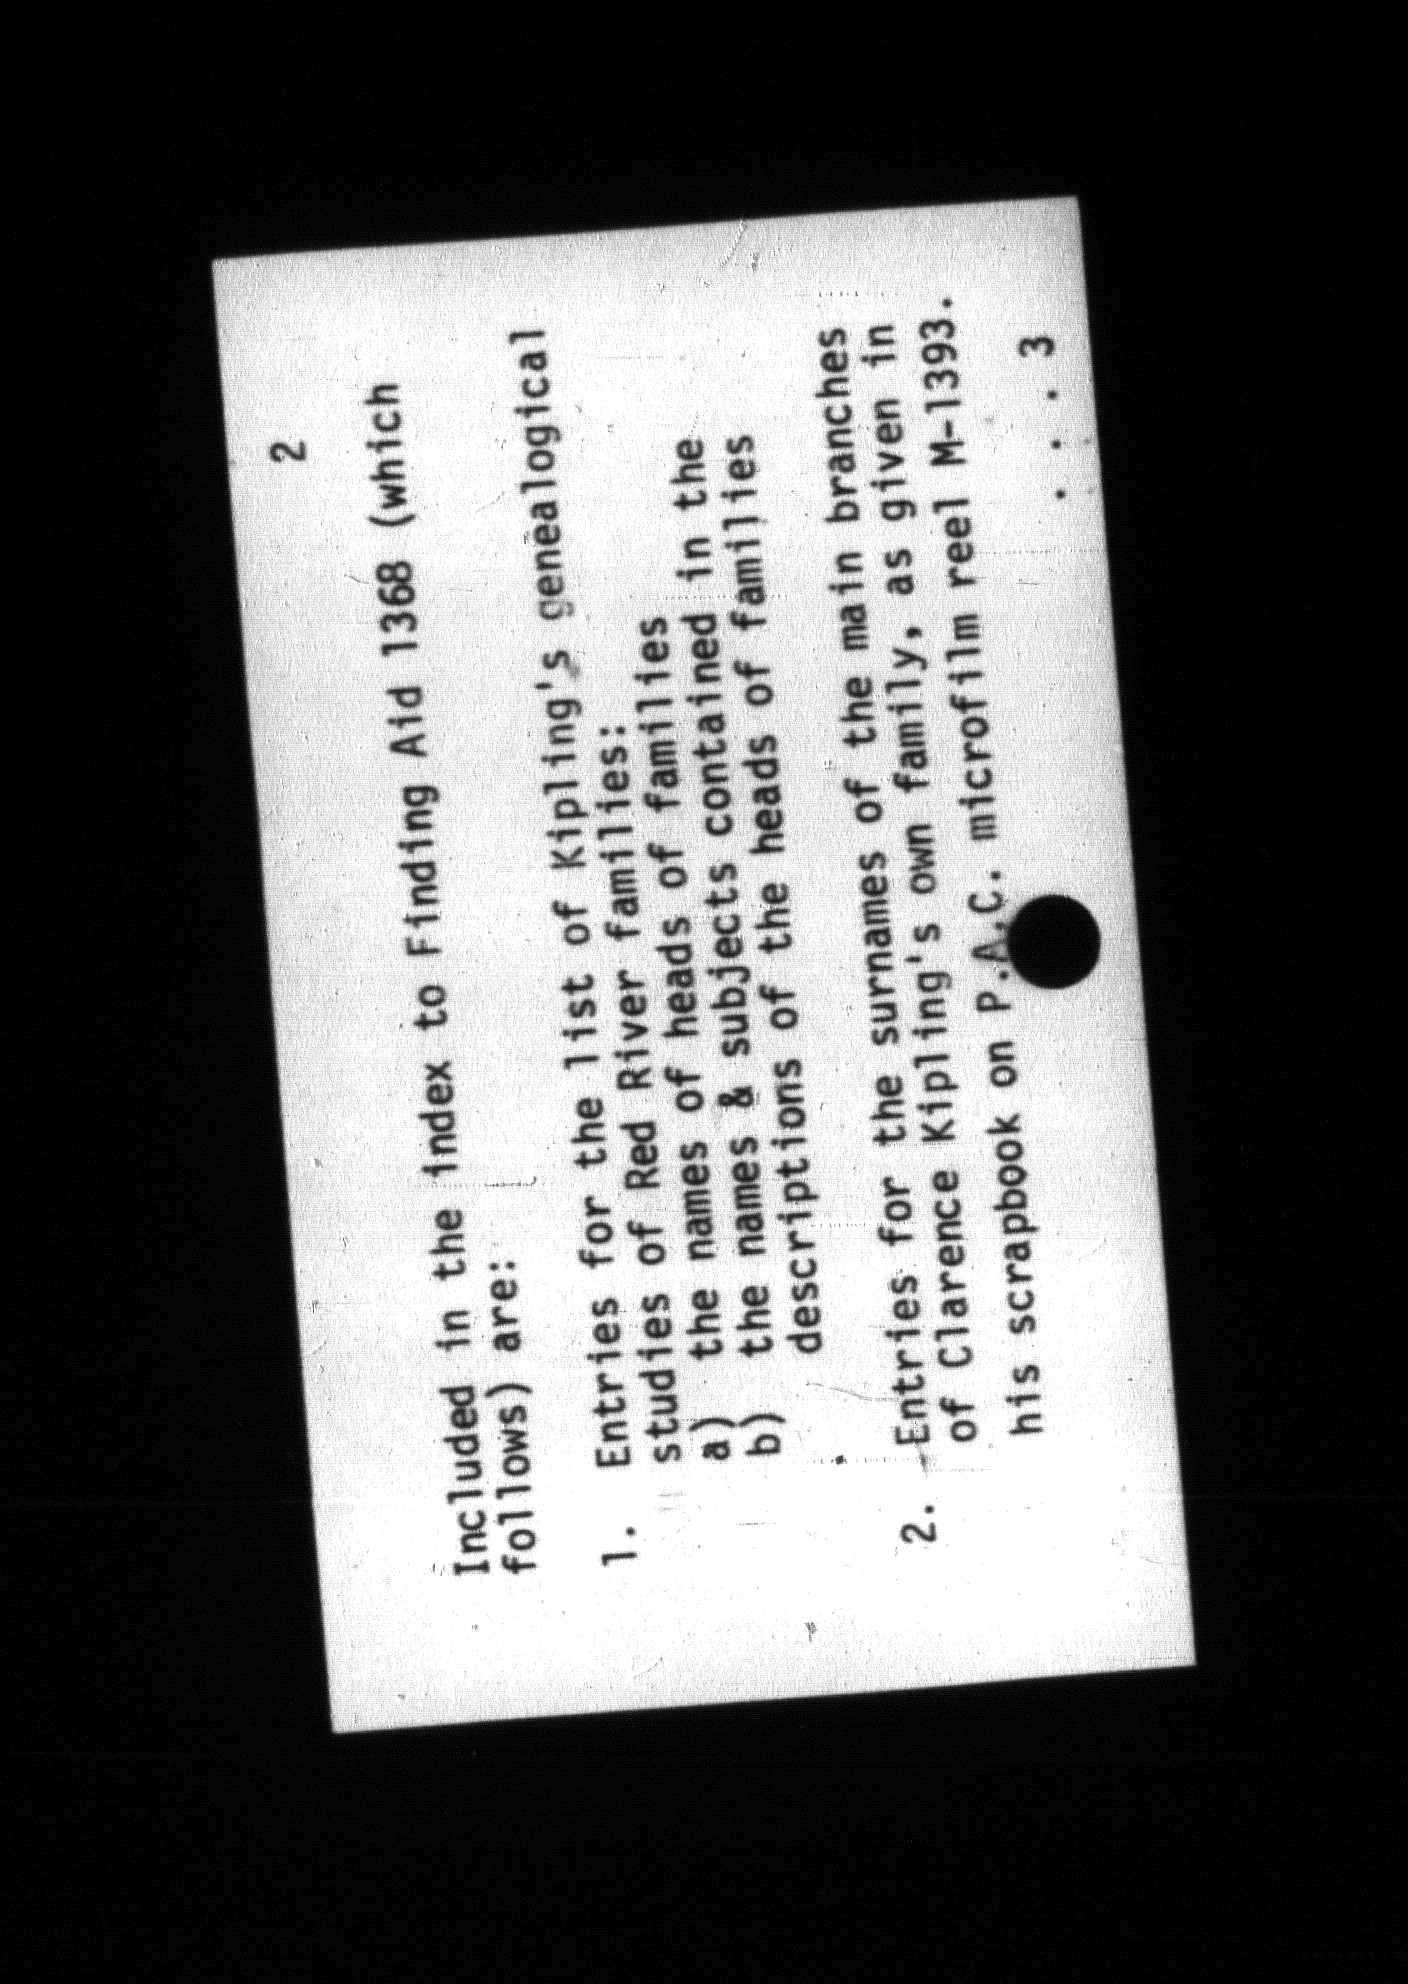 2
Included in the index to Finding Aid 1368 (which
follows) are:
1. Entries for the list of Kipling's genealogical
studies of Red River families:
a) the names of heads of families
b) the names & subjects contained in the
descriptions of the heads of families
2. Entries for the surnames of the main branches
of Clarence Kipling's own family, as given in
his scrapbook on P.A.C. microfilm reel M-1393.
. . . 3